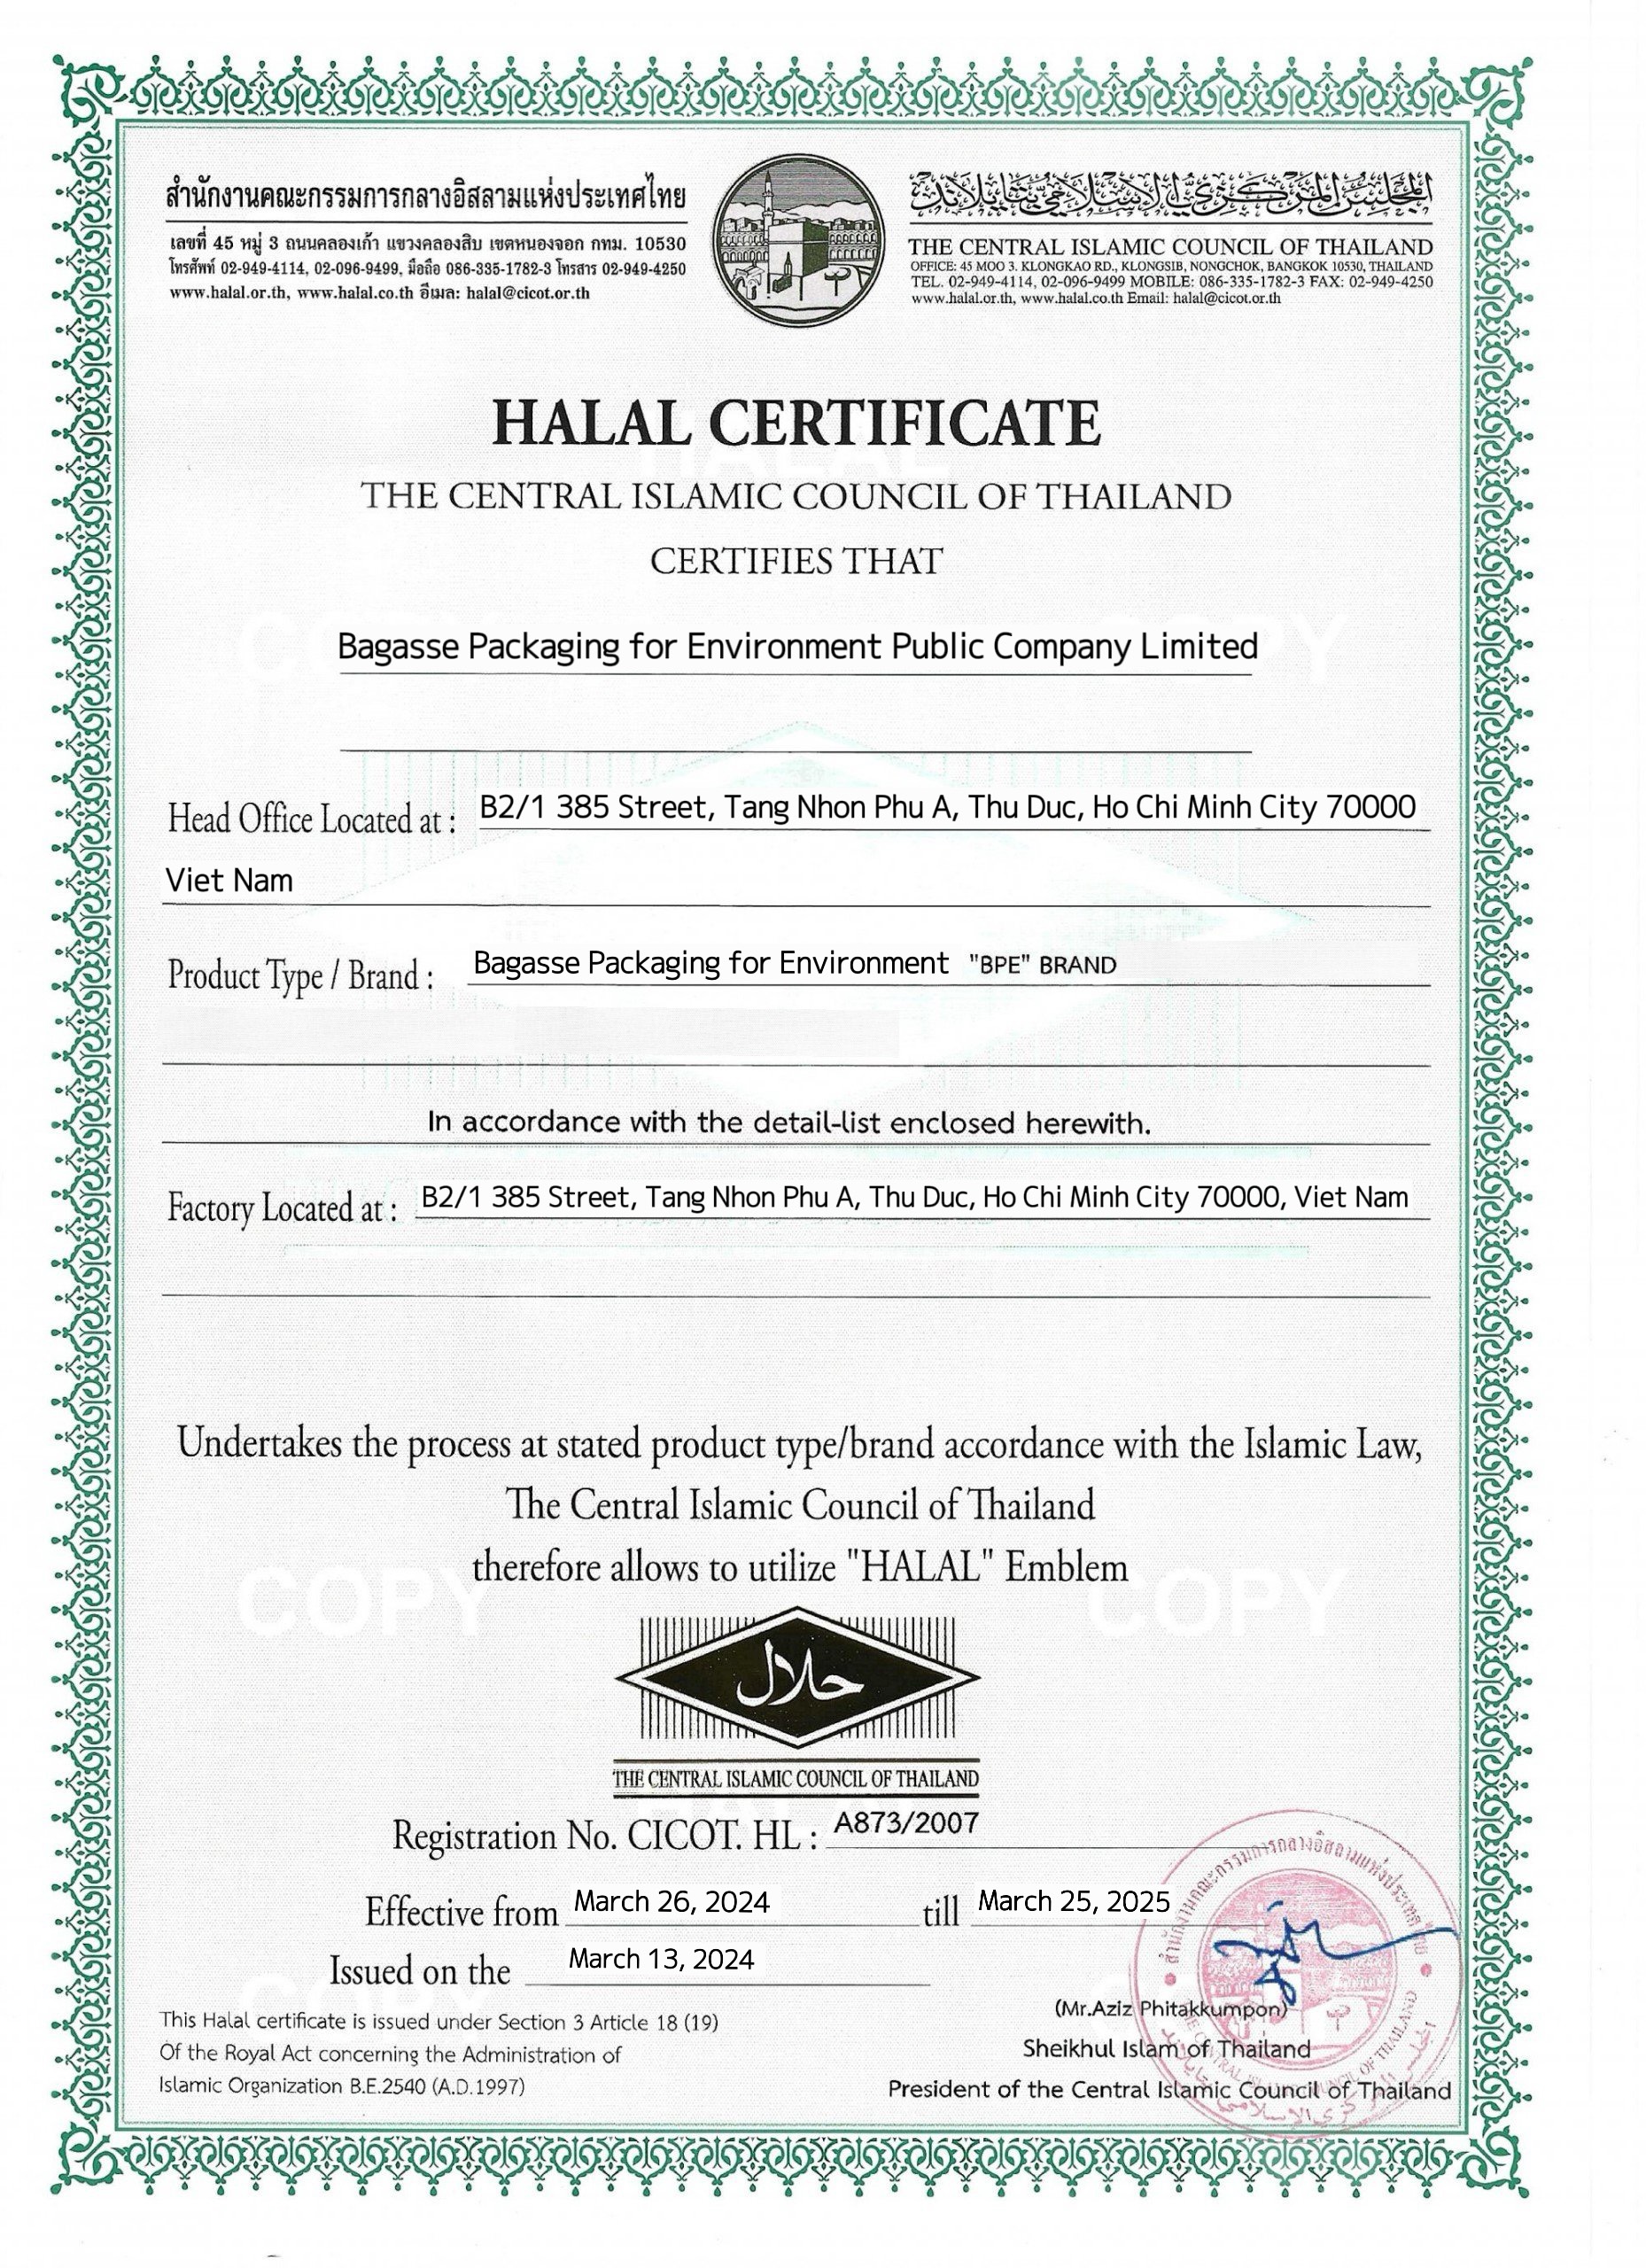 สำนักงานคณะกรรมการกลางอิสลามแห่งประเทศไทย
เลขที่ 45 หมู่ 3 ถนนคลองเก้า แขวงคลองสิบ เขตหนองจอก กทม. 10530
โทรศัพท์ 02-949-4114, 02-096-9499, มือถือ 086-335-1782-3 โทรสาร 02-949-4250
www.halal.or.th, www.halal.co.th อีเมล: halal@cicot.or.th
THE CENTRAL ISLAMIC COUNCIL OF THAILAND
OFFICE: 45 MOO 3. KLONGKAO RD., KLONGSIB, NONGCHOK, BANGKOK 10530, THAILAND
TEL. 02-949-4114, 02-096-9499 MOBILE: 086-335-1782-3 FAX: 02-949-4250
www.halal.or.th, www.halal.co.th Email: halal@cicot.or.th
HALAL CERTIFICATE
THE CENTRAL ISLAMIC COUNCIL OF THAILAND
CERTIFIES THAT
Bagasse Packaging for Environment Public Company Limited
Head Office Located at : B2/1 385 Street, Tang Nhon Phu A, Thu Duc, Ho Chi Minh City 70000
Viet Nam
Product Type / Brand : Bagasse Packaging for Environment "BPE" BRAND
In accordance with the detail-list enclosed herewith.
Factory Located at : B2/1 385 Street, Tang Nhon Phu A, Thu Duc, Ho Chi Minh City 70000, Viet Nam
Undertakes the process at stated product type/brand accordance with the Islamic Law,
The Central Islamic Council of Thailand
therefore allows to utilize "HALAL" Emblem
COPY COPY
حلال
THE CENTRAL ISLAMIC COUNCIL OF THAILAND
Registration No. CICOT. HL : A873/2007
Effective from March 26, 2024 till March 25, 2025
Issued on the March 13, 2024
This Halal certificate is issued under Section 3 Article 18 (19)
Of the Royal Act concerning the Administration of
Islamic Organization B.E.2540 (A.D.1997)
(Mr.Aziz Phitakkumpon)
Sheikhul Islam of Thailand
President of the Central Islamic Council of Thailand
สำนักงานคณะกรรมการกลางอิสลามแห่งประเทศไทย
THE CENTRAL ISLAMIC COUNCIL OF THAILAND